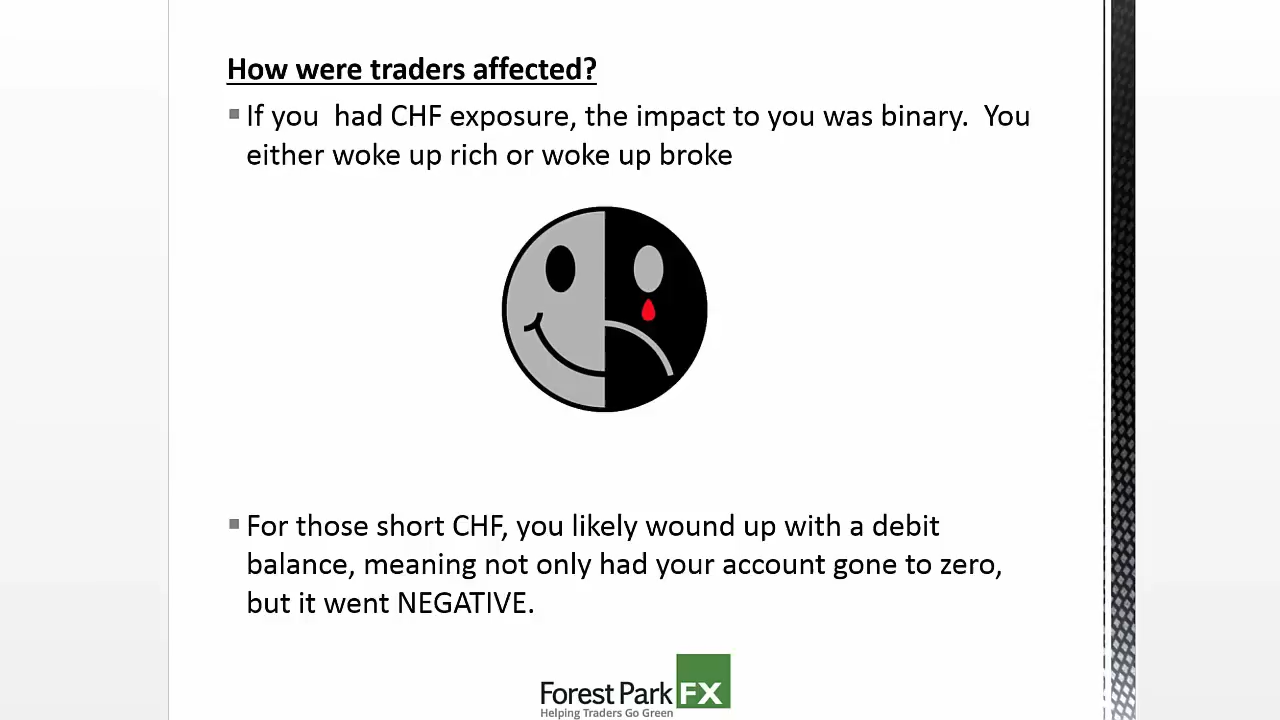 How were traders affected?
If you  had CHF exposure, the impact to you was binary.  You
either woke up rich or woke up broke
For those short CHF, you likely wound up with a debit
balance, meaning not only had your account gone to zero,
but it went NEGATIVE.
Forest Park FX
Helping Traders Go Green